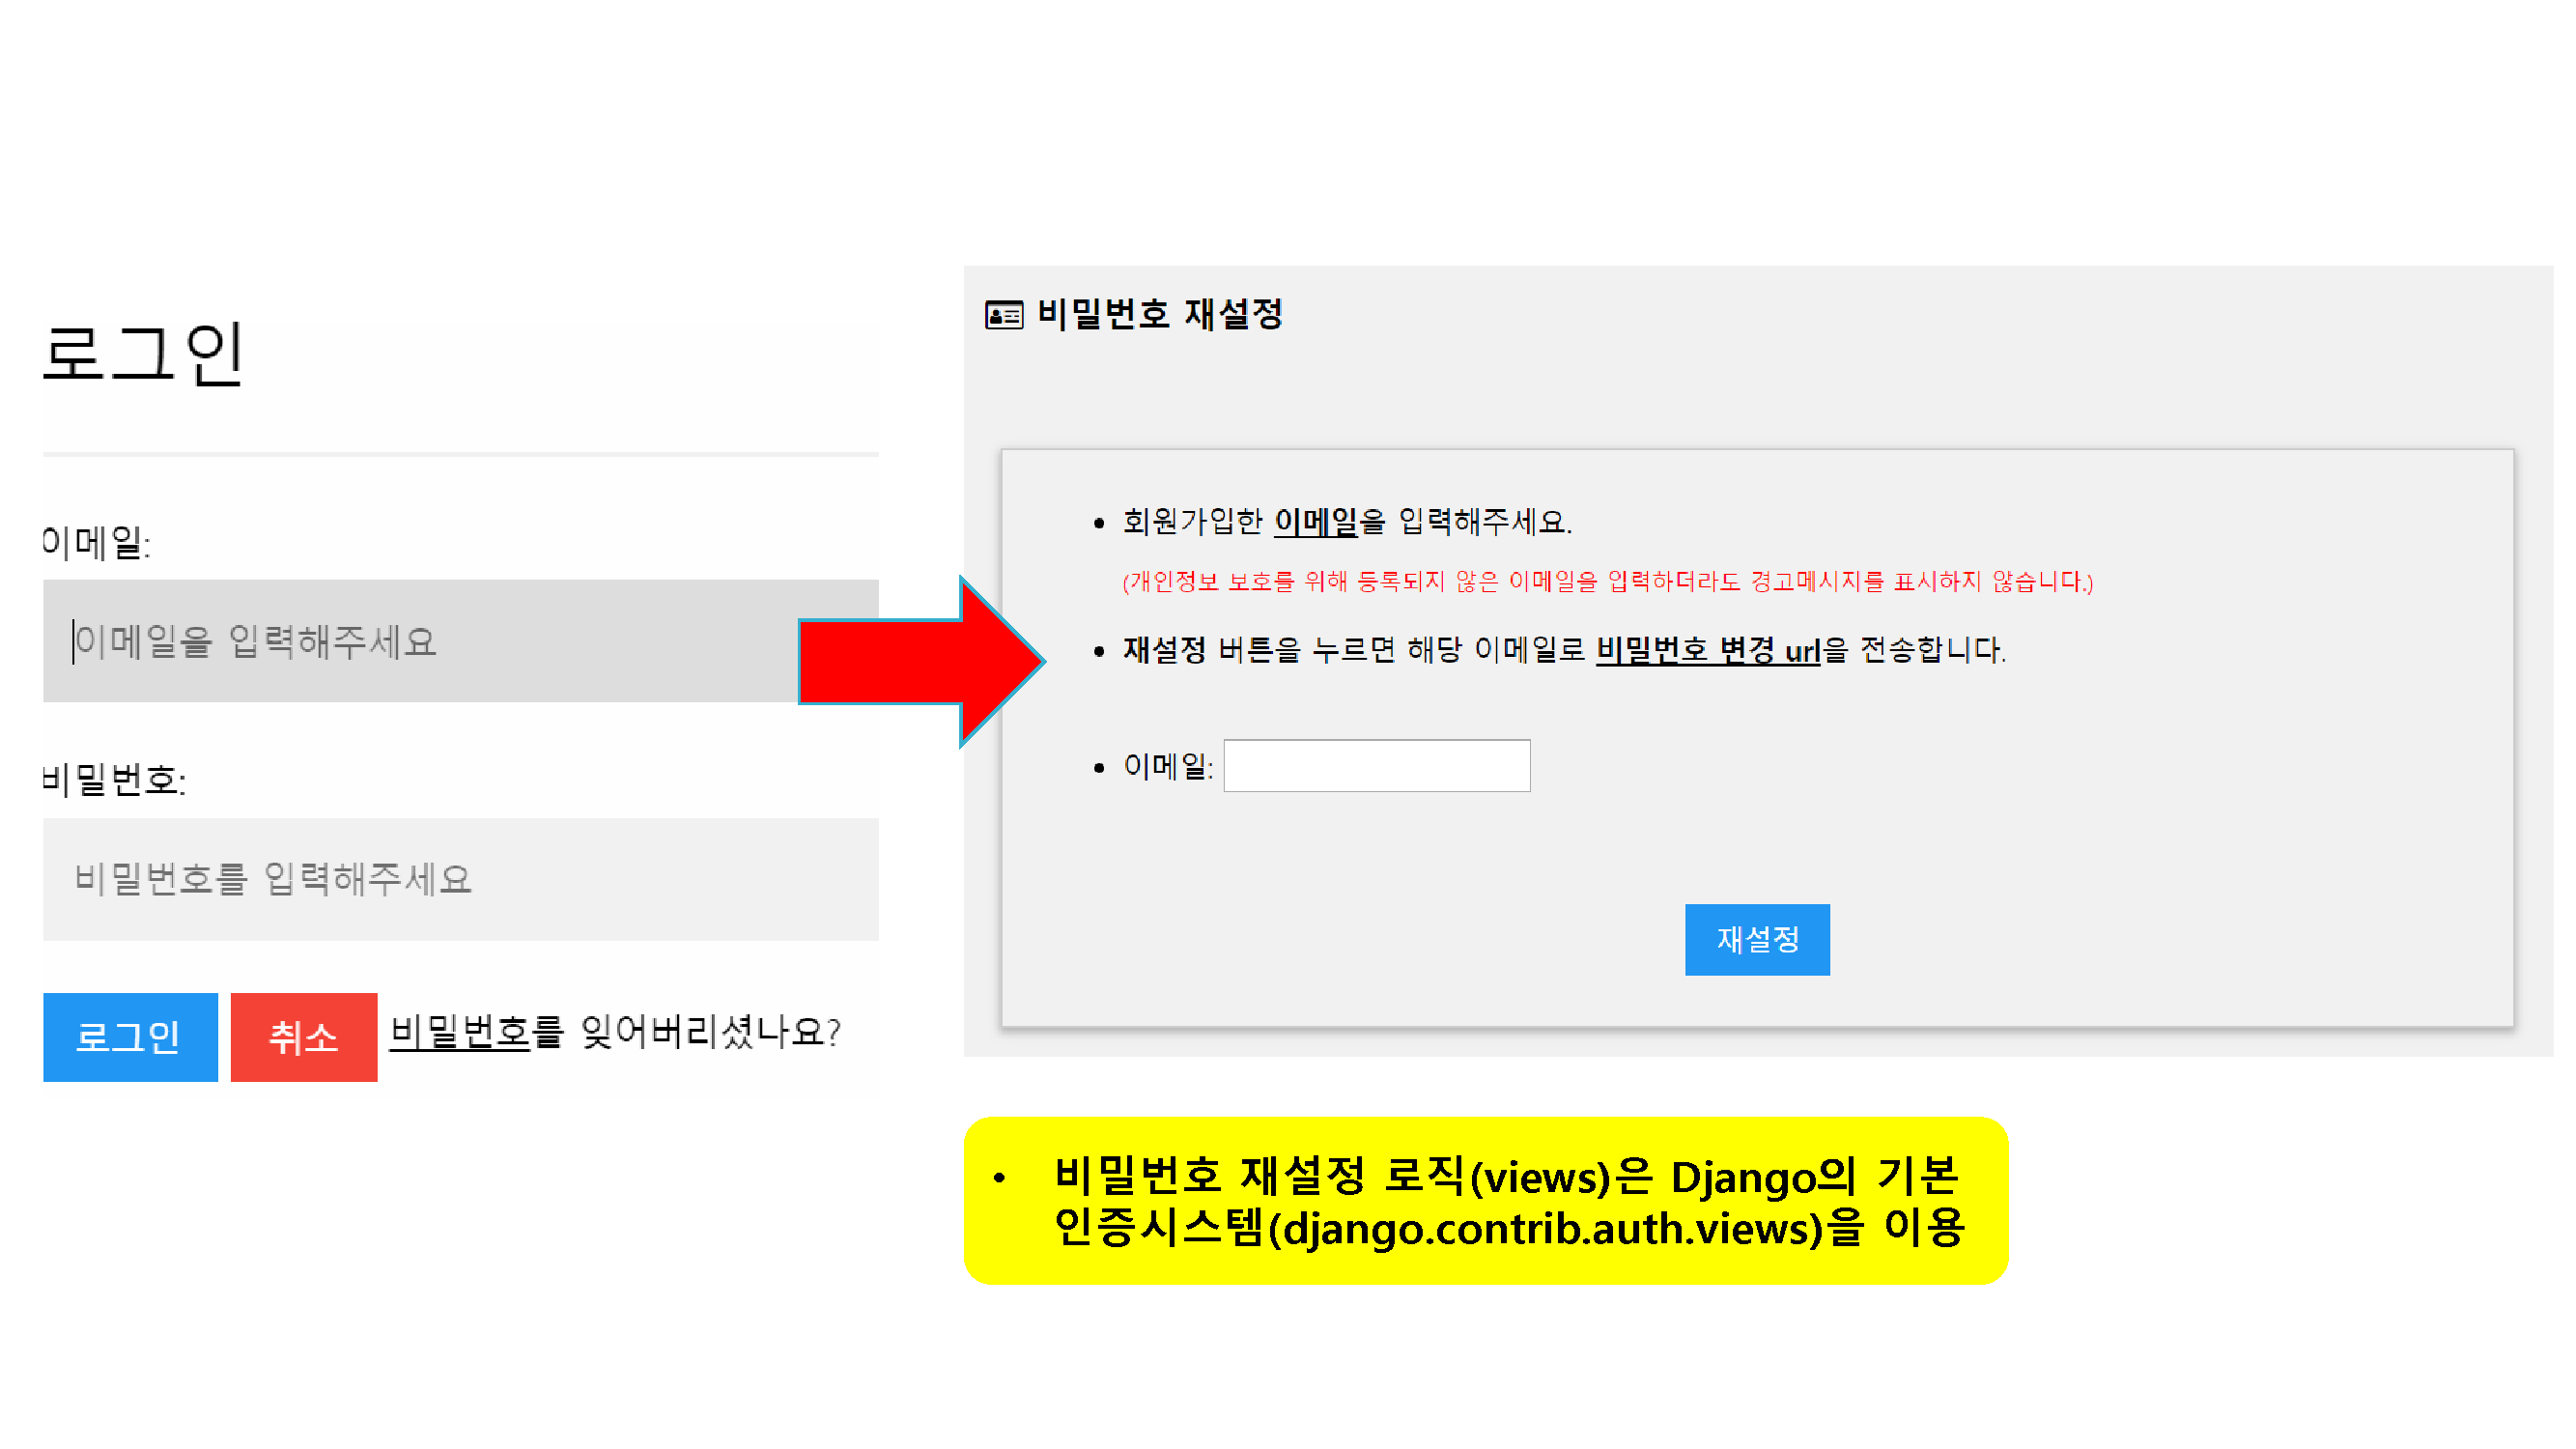 로그인
이메일:
이메일을 입력해주세요
비밀번호:
비밀번호를 입력해주세요
로그인 취소 비밀번호를 잊어버리셨나요?
비밀번호 재설정
• 회원가입한 이메일을 입력해주세요.
(개인정보 보호를 위해 등록되지 않은 이메일을 입력하더라도 경고메시지를 표시하지 않습니다.)
• 재설정 버튼을 누르면 해당 이메일로 비밀번호 변경 url을 전송합니다.
• 이메일:
재설정
• 비밀번호 재설정 로직(views)은 Django의 기본
인증시스템(django.contrib.auth.views)을 이용